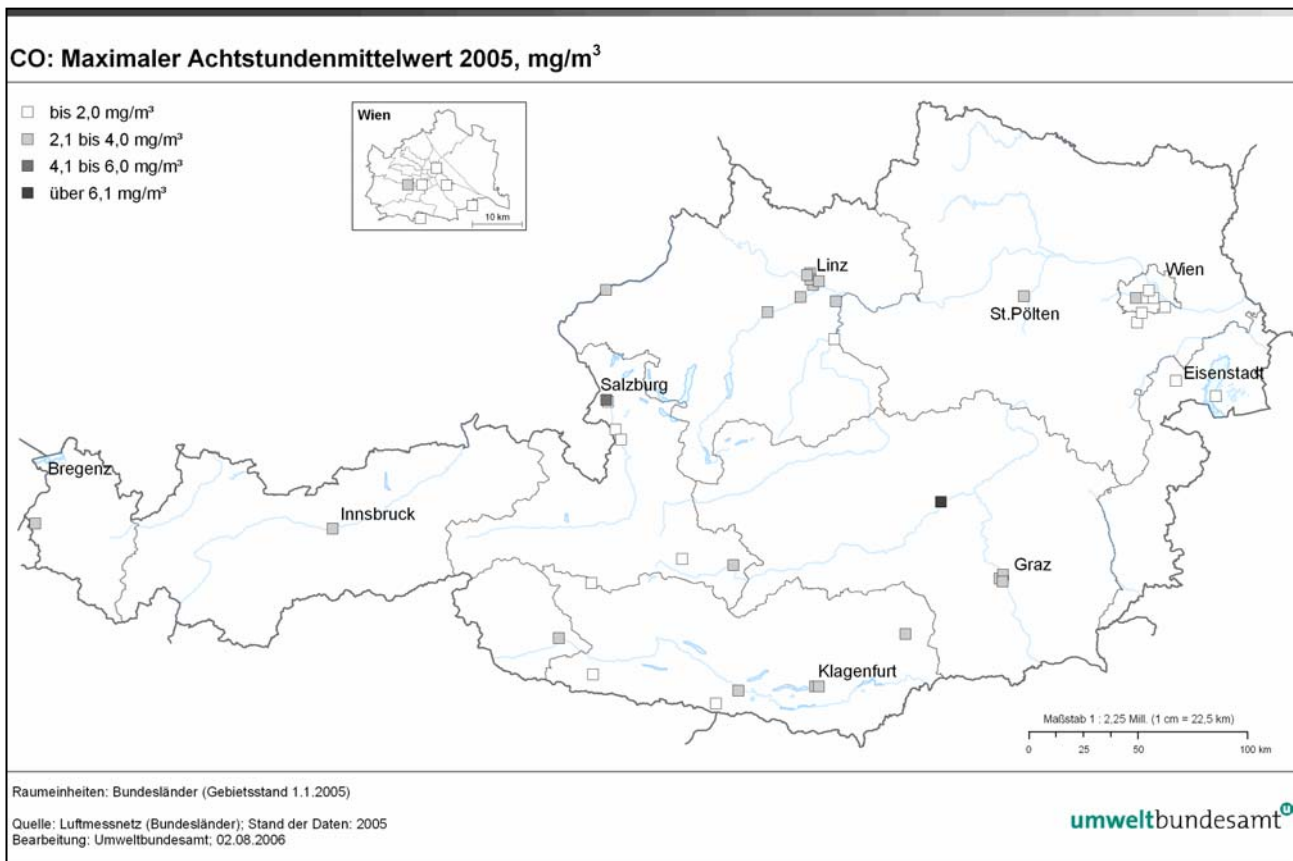 CO: Maximaler Achtstundenmittelwert 2005, mg/m³
bis 2,0 mg/m³
2,1 bis 4,0 mg/m³
4,1 bis 6,0 mg/m³
über 6,1 mg/m³
Wien
10 km
Linz
Wien
St.Pölten
Eisenstadt
Salzburg
Bregenz
Innsbruck
Graz
Klagenfurt
Maßstab 1 : 2,25 Mill. (1 cm = 22,5 km)
0 25 50 100 km
Raumeinheiten: Bundesländer (Gebietsstand 1.1.2005)
Quelle: Luftmessnetz (Bundesländer); Stand der Daten: 2005
Bearbeitung: Umweltbundesamt; 02.08.2006
umweltbundesamt